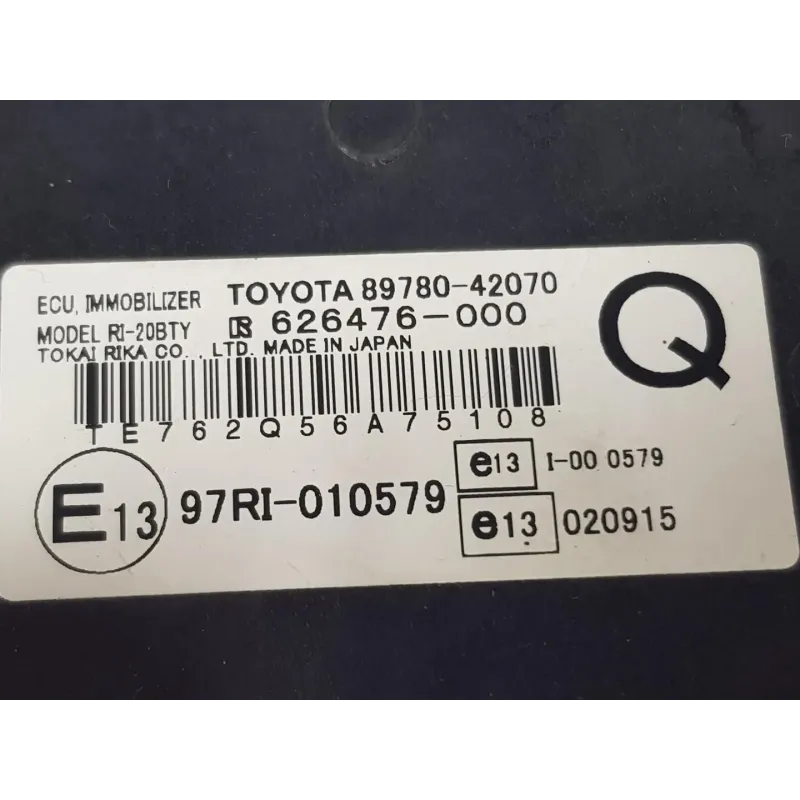 ECU, IMMOBILIZER TOYOTA 89780-42070
MODEL RI-20BTY 626476-000
TOKAI RIKA CO., LTD. MADE IN JAPAN
Q
TE762Q56A75108
E13 97RI-010579
e13 I-00 0579
e13 020915